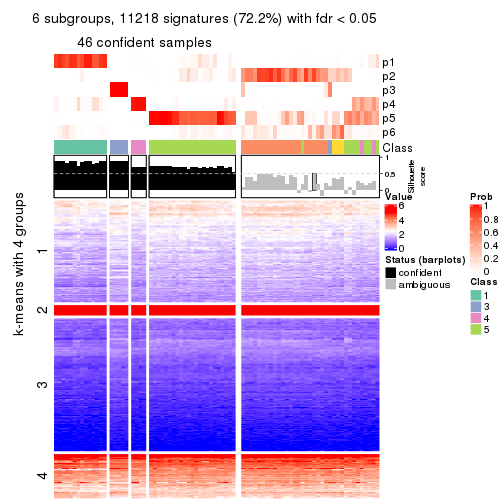 6 subgroups, 11218 signatures (72.2%) with fdr < 0.05
46 confident samples
p1
p2
p3
p4
p5
p6
Class
1
0.5
0
Silhouette
score
k-means with 4 groups
1
2
3
4
Value
6
4
2
0
Status (barplots)
confident
ambiguous
Prob
1
0.8
0.6
0.4
0.2
0
Class
1
3
4
5